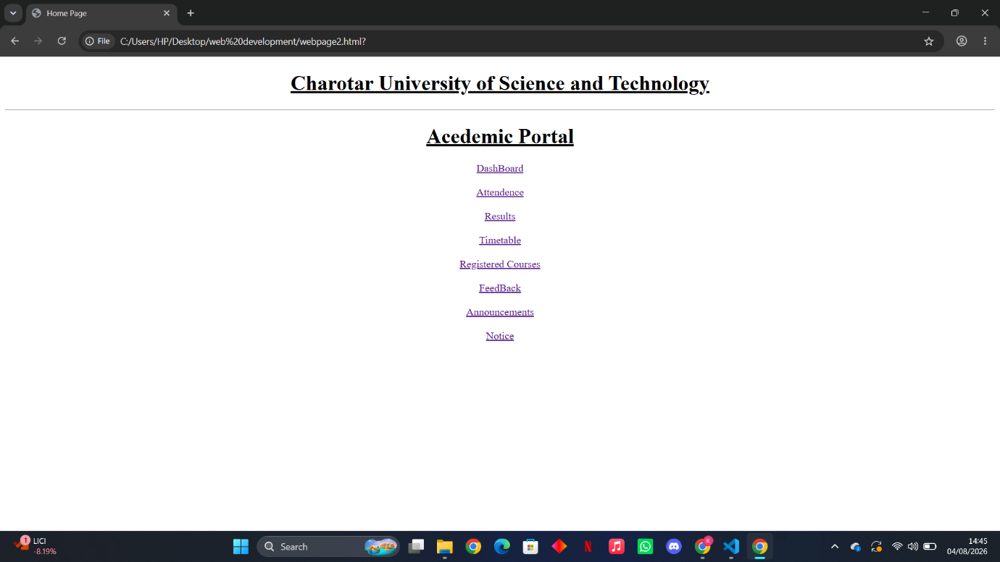 Home Page
File C:/Users/HP/Desktop/web%20development/webpage2.html?
Charotar University of Science and Technology
Acedemic Portal
DashBoard
Attendence
Results
Timetable
Registered Courses
FeedBack
Announcements
Notice
1 LICI
-8.19%
Search
K
14:45
04/08/2026